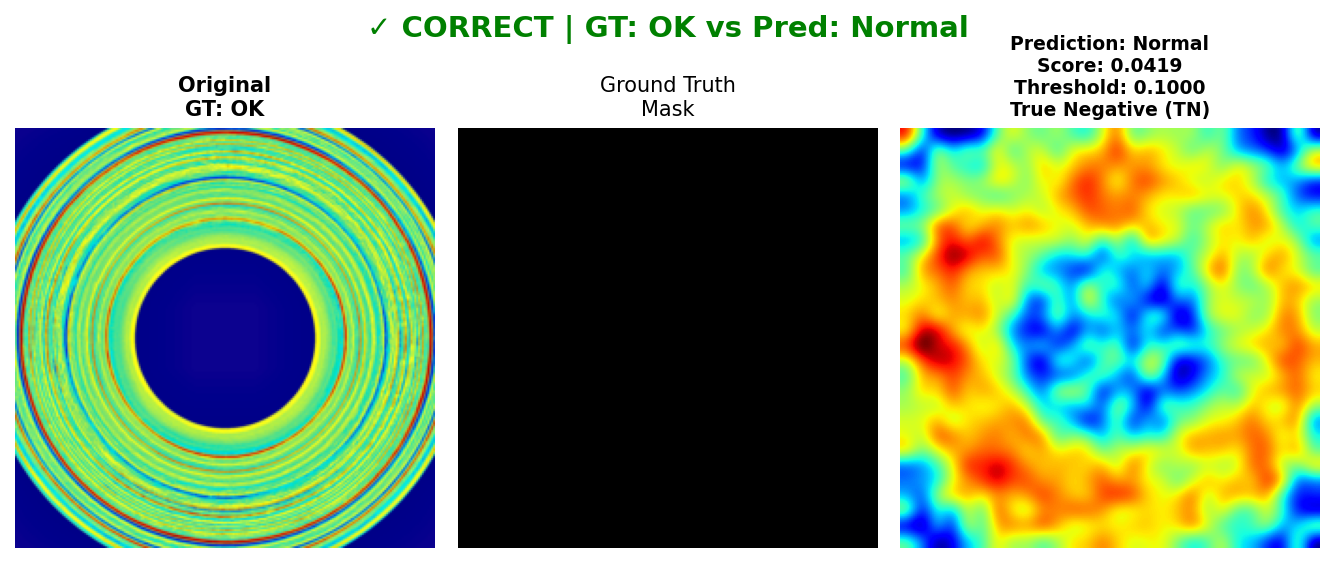 ✓ CORRECT | GT: OK vs Pred: Normal
Original
GT: OK
Ground Truth
Mask
Prediction: Normal
Score: 0.0419
Threshold: 0.1000
True Negative (TN)